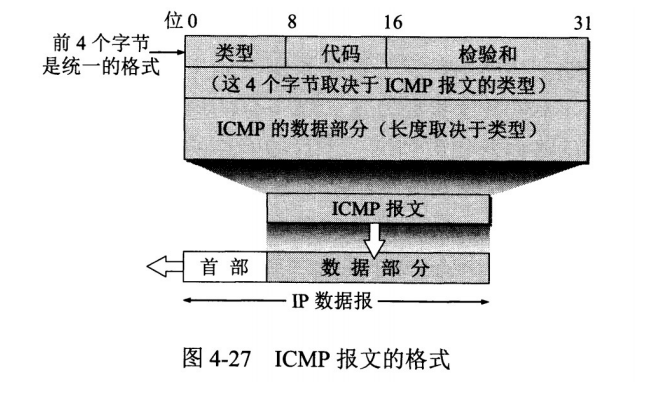 位 0 8 16 31
前 4 个字节
是统一的格式
类型 代码 检验和
（这 4 个字节取决于 ICMP 报文的类型）
ICMP 的数据部分（长度取决于类型）
ICMP 报文
首 部 数 据 部 分
IP 数据报
图 4-27 ICMP 报文的格式